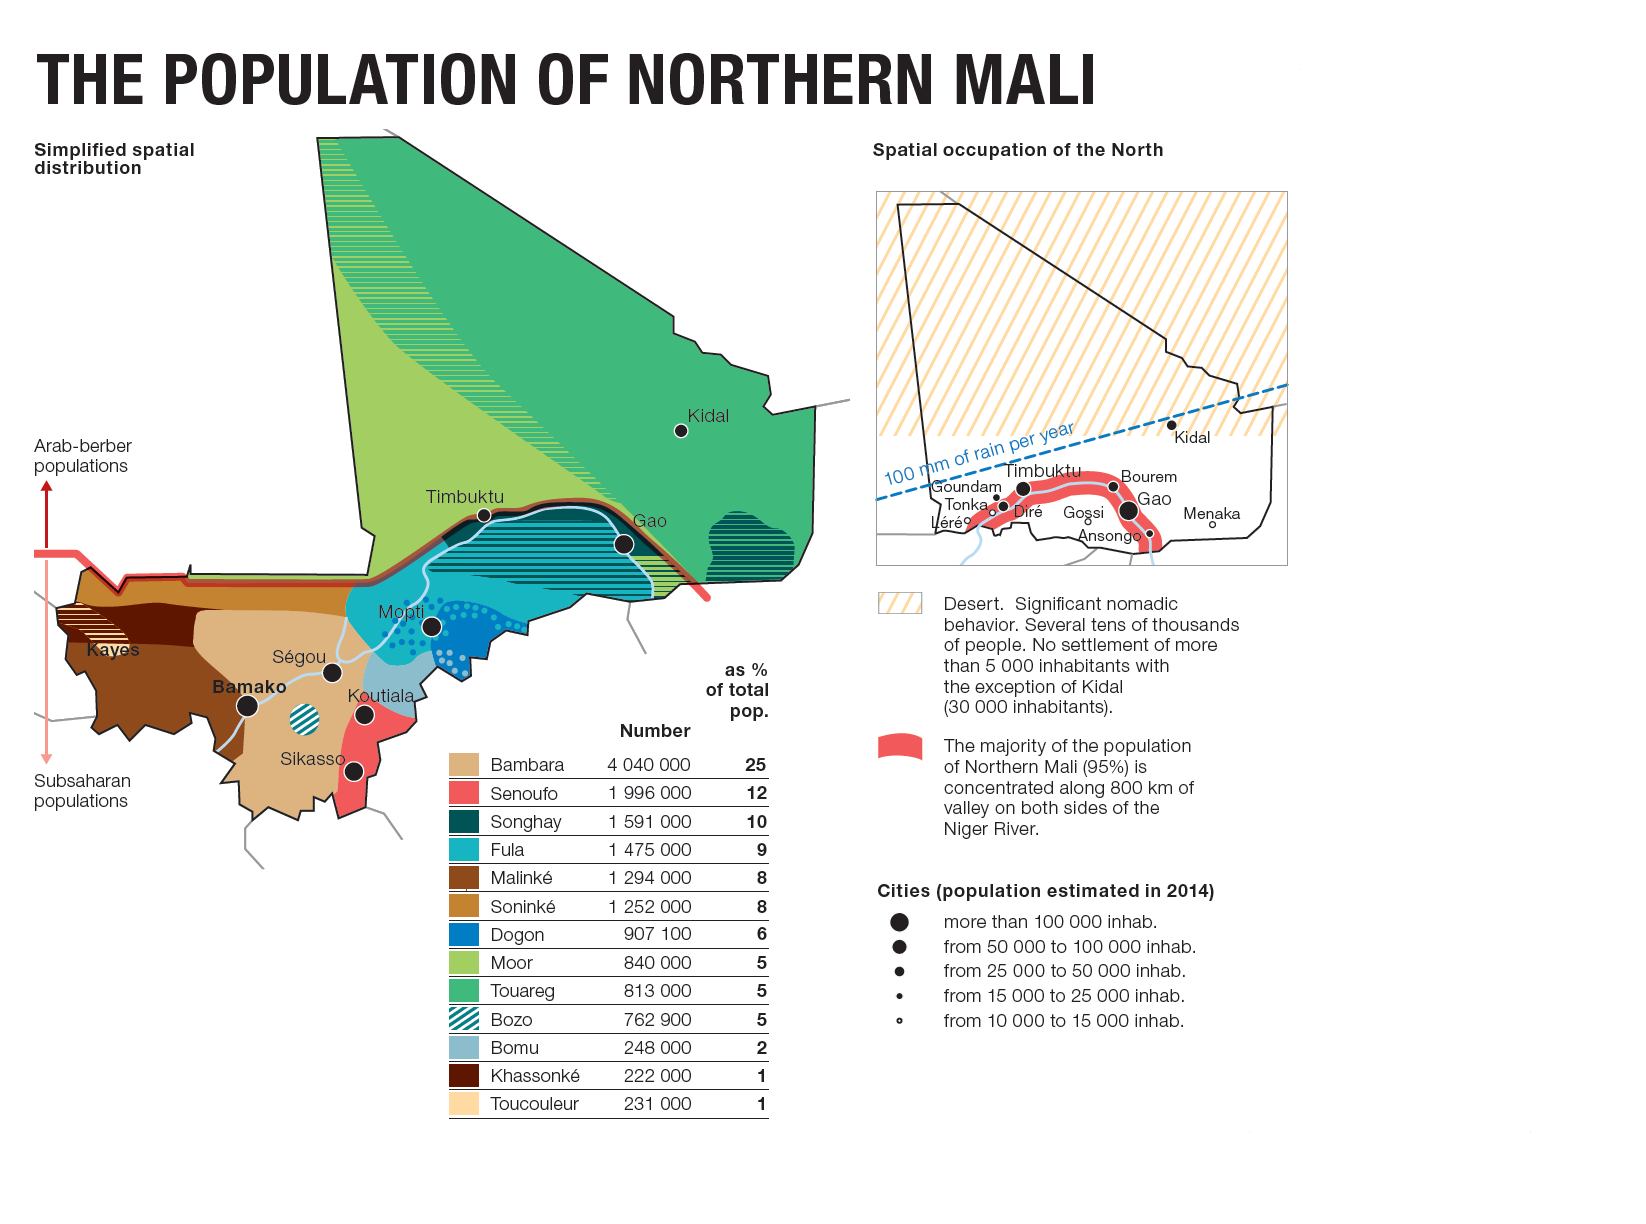 THE POPULATION OF NORTHERN MALI
Simplified spatial
distribution
Kidal
Arab-berber
populations
Timbuktu
Gao
Mopti
Kayes
Ségou
Bamako
Koutiala
Sikasso
Subsaharan
populations
as %
of total
pop.
Number
Bambara 4 040 000 25
Senoufo 1 996 000 12
Songhay 1 591 000 10
Fula 1 475 000 9
Malinké 1 294 000 8
Soninké 1 252 000 8
Dogon 907 100 6
Moor 840 000 5
Touareg 813 000 5
Bozo 762 900 5
Bomu 248 000 2
Khassonké 222 000 1
Toucouleur 231 000 1
Spatial occupation of the North
100 mm of rain per year
Kidal
Timbuktu
Bourem
Goundam
Gao
Tonka
Diré
Gossi
Menaka
Léré
Ansongo
Desert. Significant nomadic
behavior. Several tens of thousands
of people. No settlement of more
than 5 000 inhabitants with
the exception of Kidal
(30 000 inhabitants).
The majority of the population
of Northern Mali (95%) is
concentrated along 800 km of
valley on both sides of the
Niger River.
Cities (population estimated in 2014)
more than 100 000 inhab.
from 50 000 to 100 000 inhab.
from 25 000 to 50 000 inhab.
from 15 000 to 25 000 inhab.
from 10 000 to 15 000 inhab.